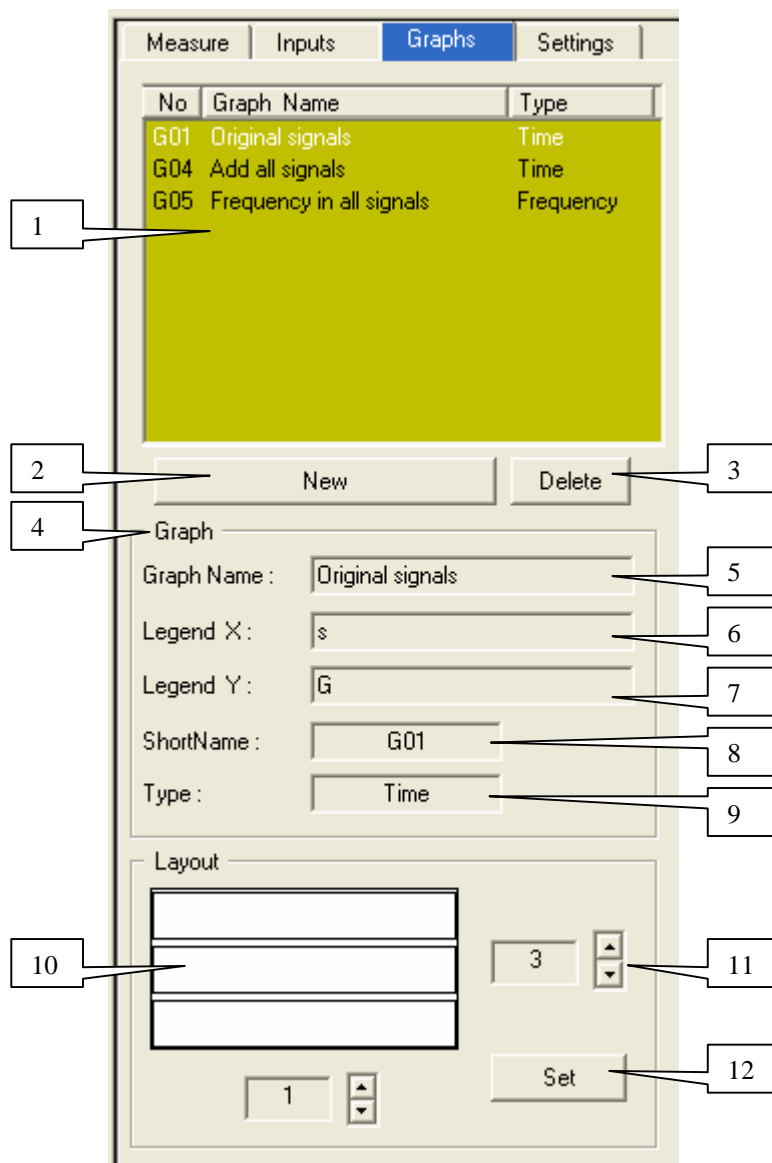 Measure Inputs Graphs Settings
No Graph Name Type
G01 Original signals Time
G04 Add all signals Time
G05 Frequency in all signals Frequency
1
2 New Delete 3
4 Graph
Graph Name : Original signals 5
Legend X : s 6
Legend Y : G 7
ShortName : G01 8
Type : Time 9
Layout
10 3 11
1 Set 12